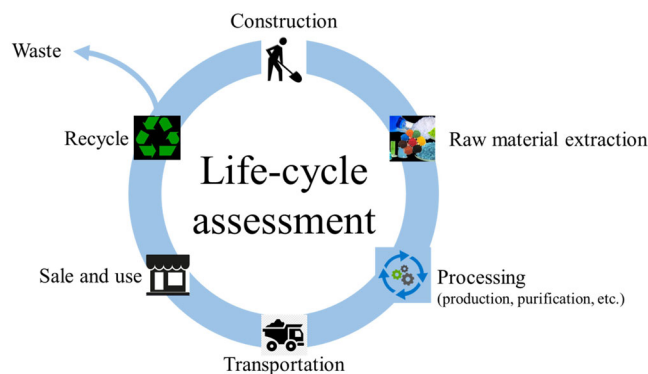 Construction
Waste
Recycle
Raw material extraction
Life-cycle
assessment
Sale and use
Processing
(production, purification, etc.)
Transportation